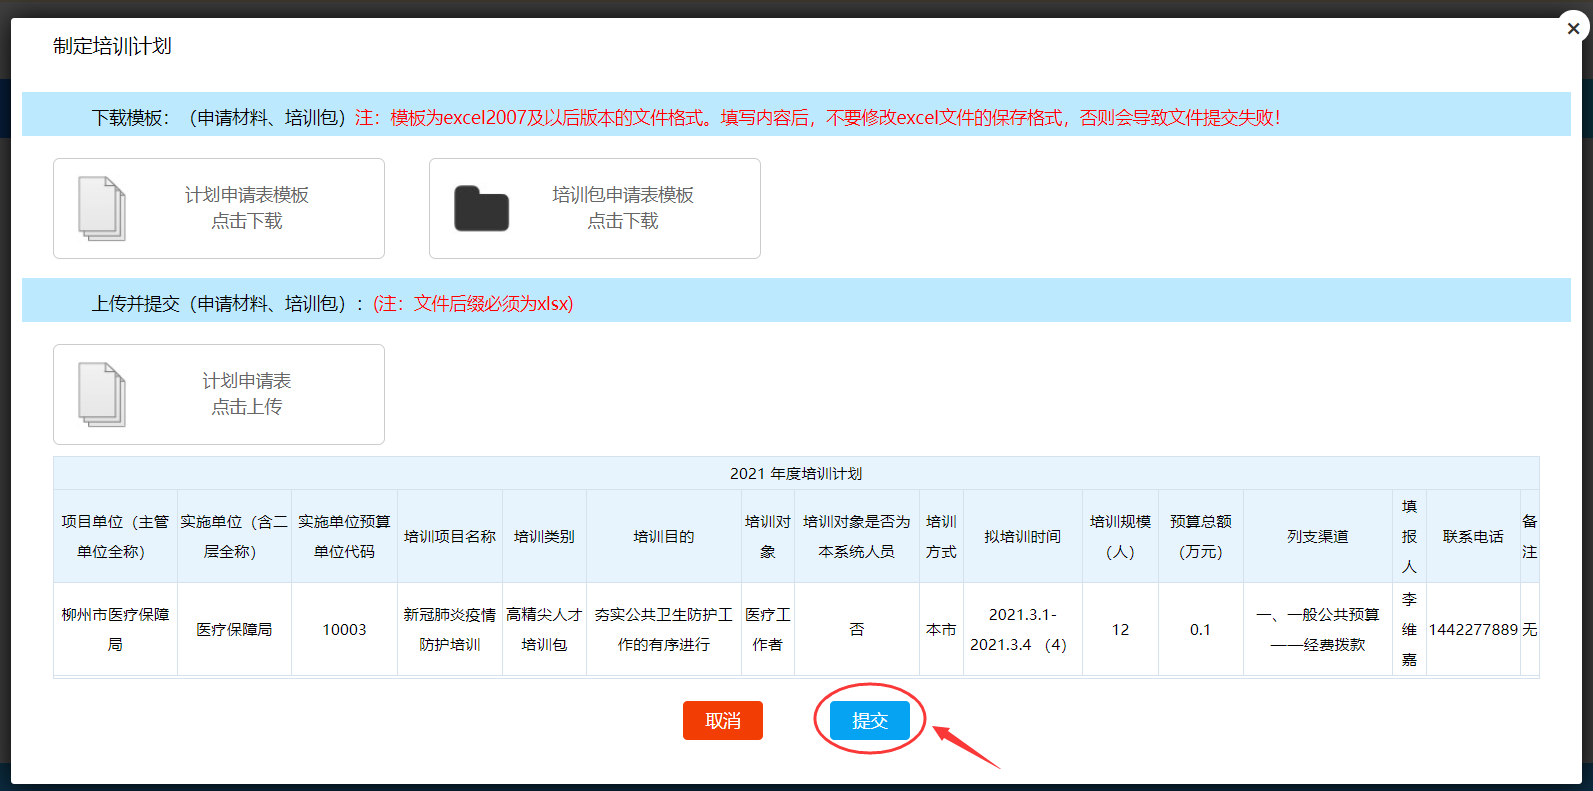 制定培训计划
下载模板：（申请材料、培训包）注：模板为excel2007及以后版本的文件格式。填写内容后，不要修改excel文件的保存格式，否则会导致文件提交失败！
计划申请表模板
点击下载
培训包申请表模板
点击下载
上传并提交（申请材料、培训包）：(注：文件后缀必须为xlsx)
计划申请表
点击上传
2021 年度培训计划
项目单位（主管
单位全称）
实施单位（含二
层全称）
实施单位预算
单位代码
培训项目名称
培训类别
培训目的
培训对
象
培训对象是否为
本系统人员
培训
方式
拟培训时间
培训规模
（人）
预算总额
（万元）
列支渠道
填
报
人
联系电话
备
注
柳州市医疗保障
局
医疗保障局
10003
新冠肺炎疫情
防护培训
高精尖人才
培训包
夯实公共卫生防护工
作的有序进行
医疗工
作者
否
本市
2021.3.1-
2021.3.4 （4）
12
0.1
一、一般公共预算
——经费拨款
李
维
嘉
1442277889
无
取消
提交